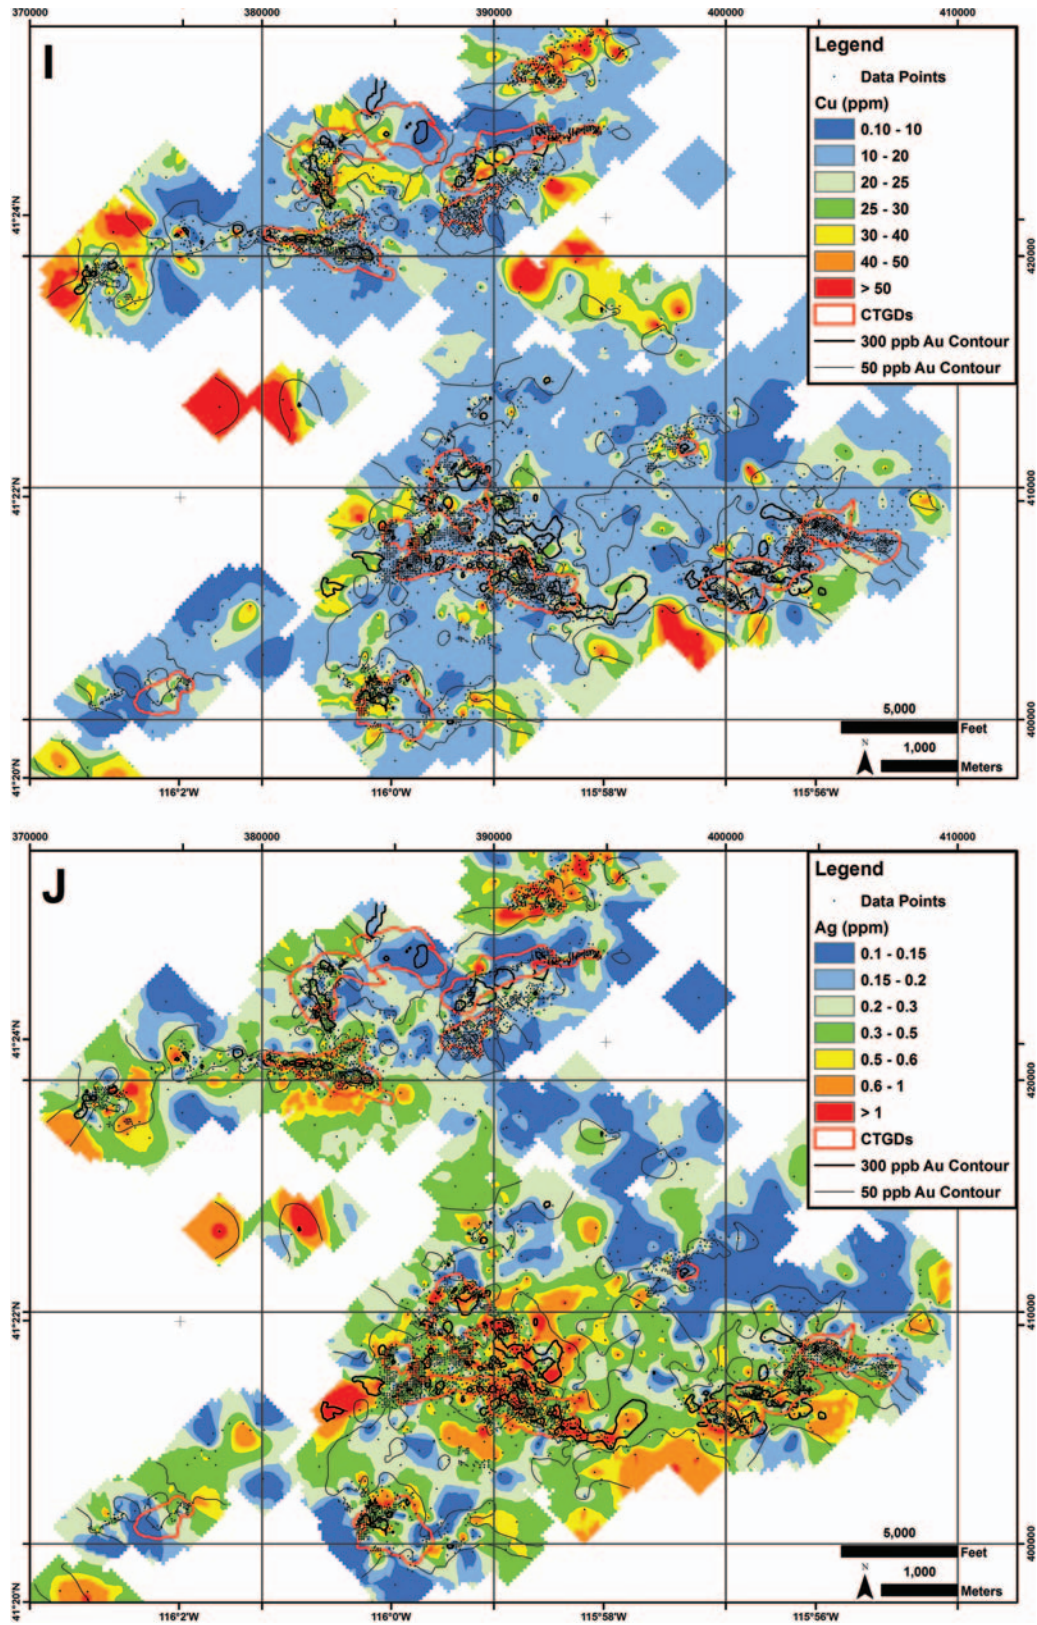 370000 380000 390000 400000 410000
I
Legend
Data Points
Cu (ppm)
0.10 - 10
10 - 20
20 - 25
25 - 30
30 - 40
40 - 50
> 50
CTGDs
300 ppb Au Contour
50 ppb Au Contour
41°24'N
420000
41°22'N
410000
5,000
Feet
N
1,000
Meters
400000
41°20'N
116°2'W 116°0'W 115°58'W 115°56'W
370000 380000 390000 400000 410000
J
Legend
Data Points
Ag (ppm)
0.1 - 0.15
0.15 - 0.2
0.2 - 0.3
0.3 - 0.5
0.5 - 0.6
0.6 - 1
> 1
CTGDs
300 ppb Au Contour
50 ppb Au Contour
41°24'N
420000
41°22'N
410000
5,000
Feet
N
1,000
Meters
400000
41°20'N
116°2'W 116°0'W 115°58'W 115°56'W